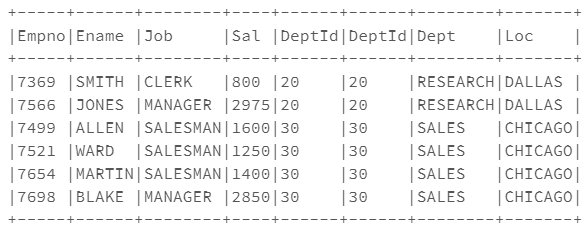 +-----+------+--------+----+------+------+--------+-------+
|Empno|Ename |Job     |Sal |DeptId|DeptId|Dept    |Loc    |
+-----+------+--------+----+------+------+--------+-------+
|7369 |SMITH |CLERK   |800 |20    |20    |RESEARCH|DALLAS |
|7566 |JONES |MANAGER |2975|20    |20    |RESEARCH|DALLAS |
|7499 |ALLEN |SALESMAN|1600|30    |30    |SALES   |CHICAGO|
|7521 |WARD  |SALESMAN|1250|30    |30    |SALES   |CHICAGO|
|7654 |MARTIN|SALESMAN|1400|30    |30    |SALES   |CHICAGO|
|7698 |BLAKE |MANAGER |2850|30    |30    |SALES   |CHICAGO|
+-----+------+--------+----+------+------+--------+-------+